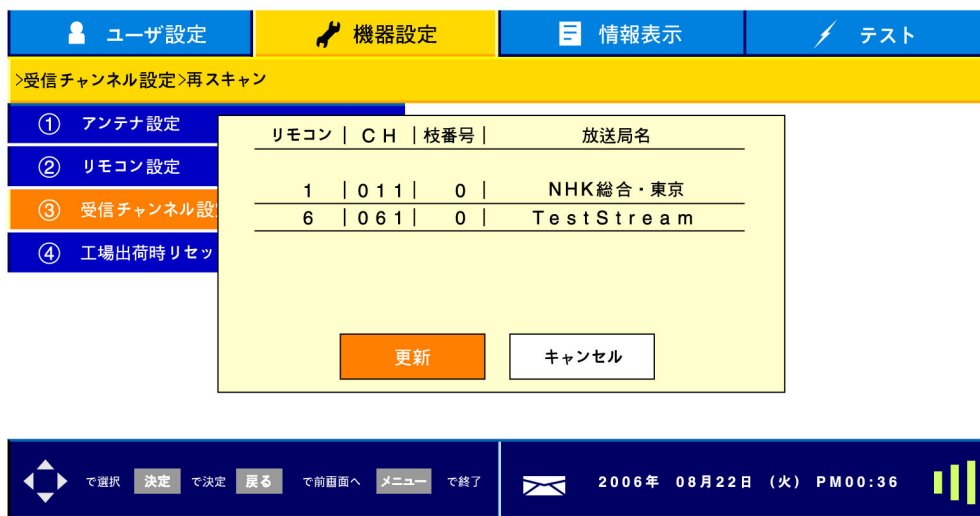 ユーザ設定 機器設定 情報表示 テスト
>受信チャンネル設定>再スキャン
① アンテナ設定
② リモコン設定
③ 受信チャンネル設
④ 工場出荷時リセッ
リモコン | CH | 枝番号 | 放送局名
1 | 011 | 0 | NHK総合・東京
6 | 061 | 0 | TestStream
更新 キャンセル
で選択 決定 で決定 戻る で前画面へ メニュー で終了 2006年 08月22日 (火) PM00:36